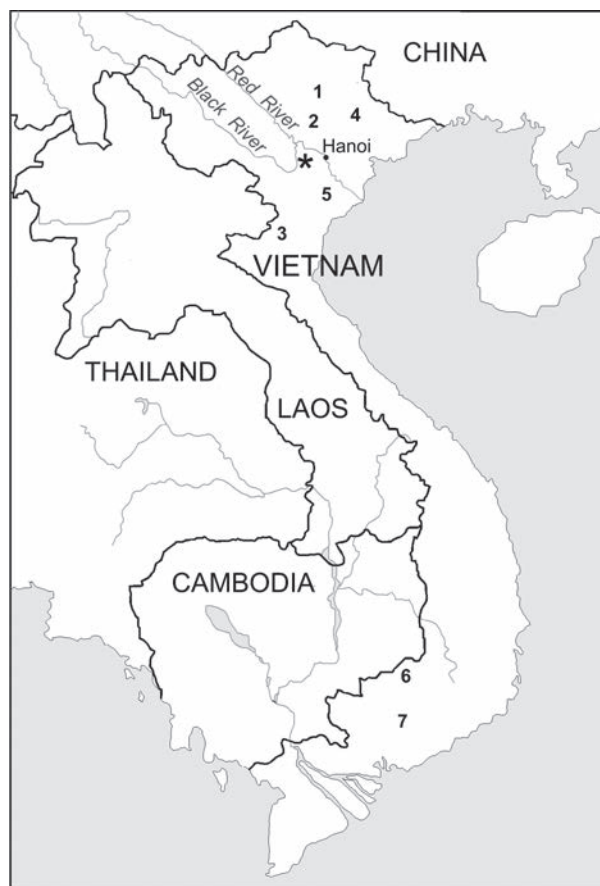 CHINA
Red River
Black River
1
2
4
* Hanoi
5
3
VIETNAM
THAILAND
LAOS
CAMBODIA
6
7